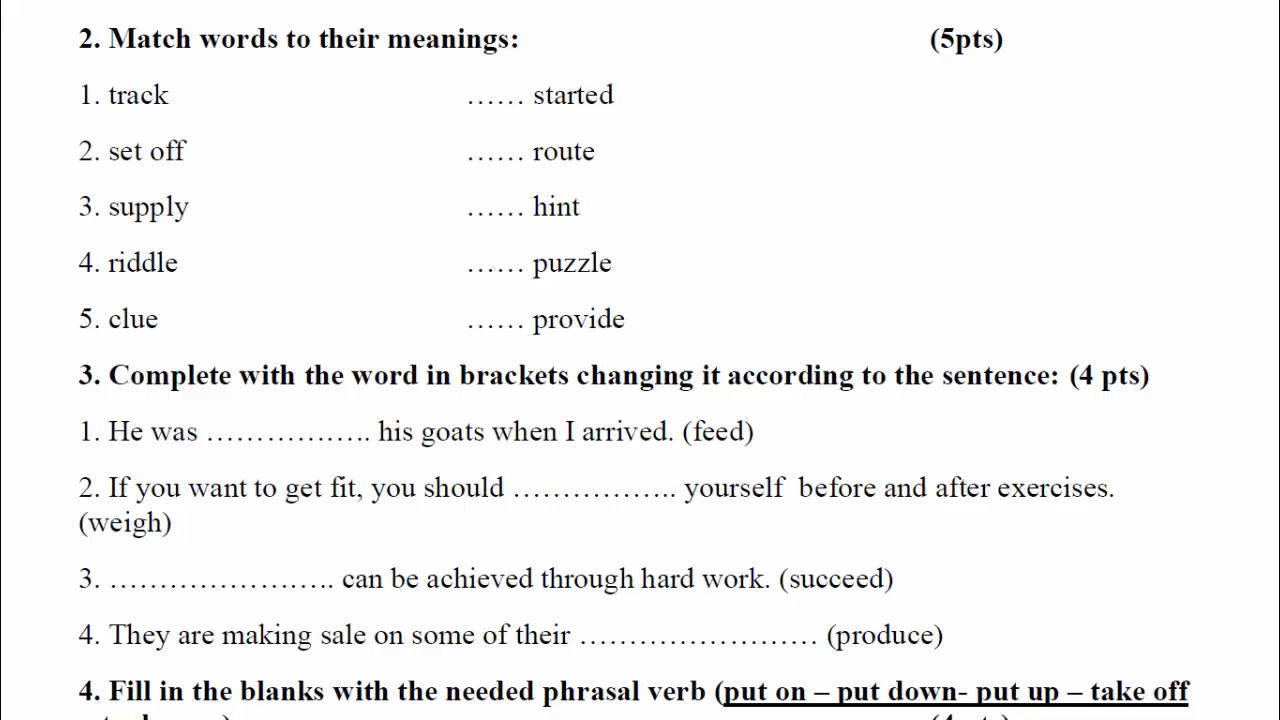 2. Match words to their meanings: (5pts)
1. track …… started
2. set off …… route
3. supply …… hint
4. riddle …… puzzle
5. clue …… provide
3. Complete with the word in brackets changing it according to the sentence: (4 pts)
1. He was …………….. his goats when I arrived. (feed)
2. If you want to get fit, you should …………….. yourself before and after exercises.
(weigh)
3. …………………. can be achieved through hard work. (succeed)
4. They are making sale on some of their …………………… (produce)
4. Fill in the blanks with the needed phrasal verb (put on – put down- put up – take off